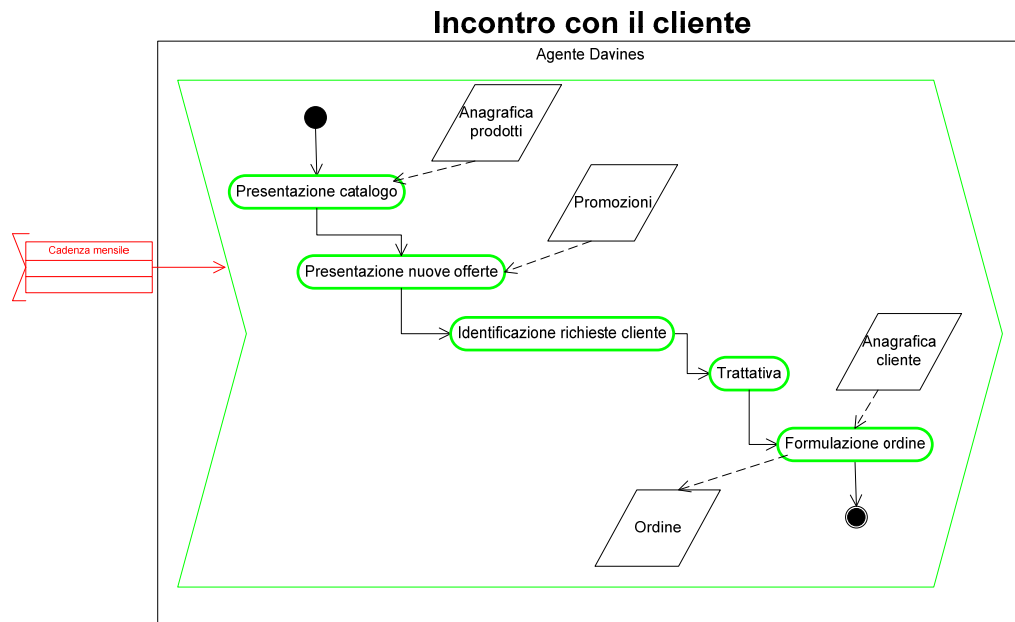 Incontro con il cliente
Agente Davines
Anagrafica
prodotti
Presentazione catalogo
Promozioni
Cadenza mensile
Presentazione nuove offerte
Identificazione richieste cliente
Anagrafica
cliente
Trattativa
Formulazione ordine
Ordine